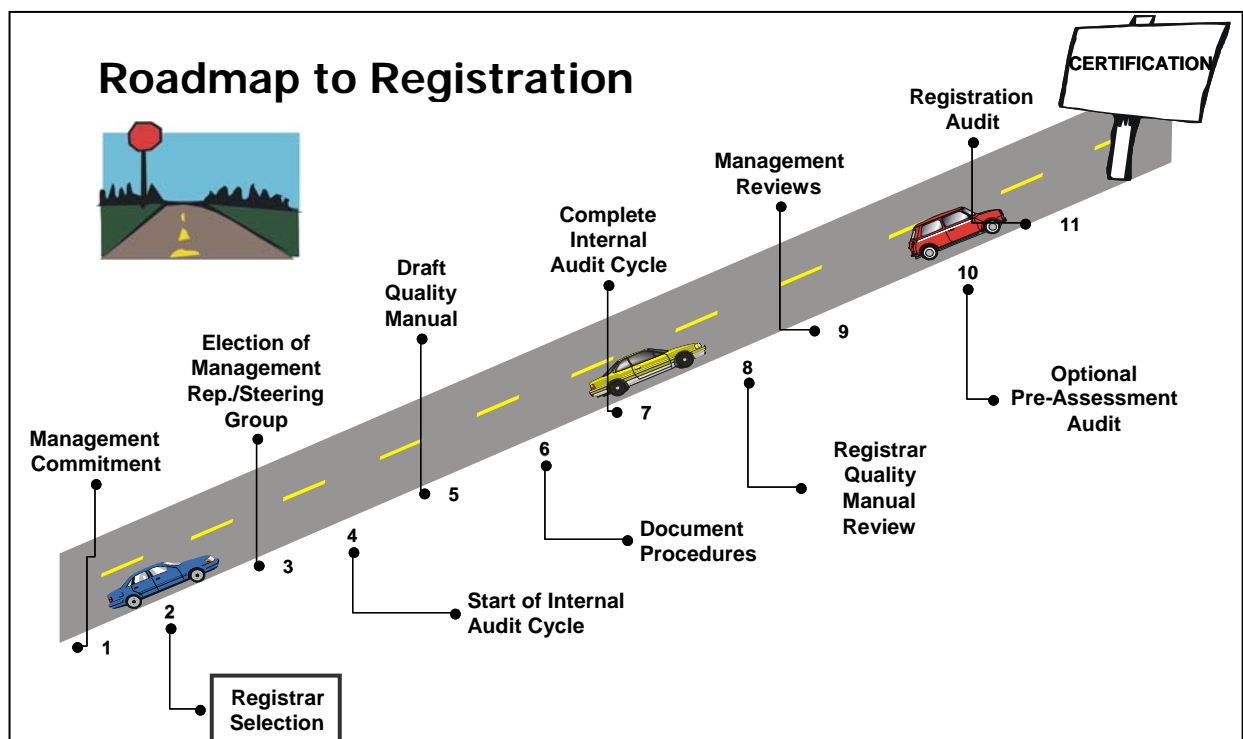 Roadmap to Registration
CERTIFICATION
Registration
Audit
Management
Reviews
Complete
Internal
Audit Cycle
Draft
Quality
Manual
Election of
Management
Rep./Steering
Group
Management
Commitment
1
2
3
4
5
6
7
8
9
10
11
Registrar
Selection
Start of Internal
Audit Cycle
Document
Procedures
Registrar
Quality
Manual
Review
Optional
Pre-Assessment
Audit